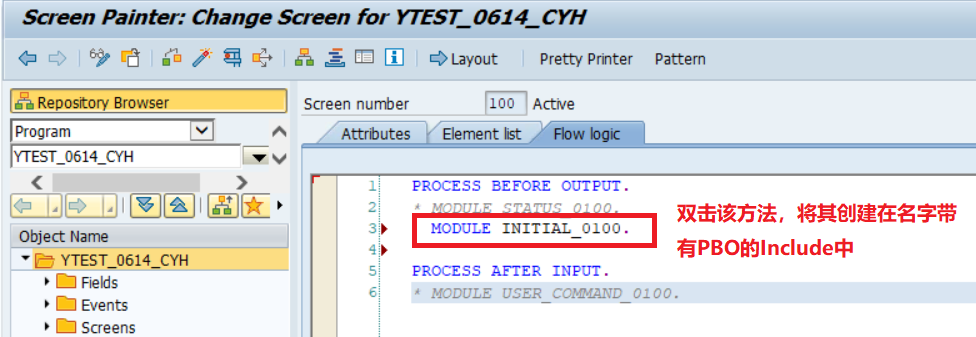 Screen Painter: Change Screen for YTEST_0614_CYH
Layout Pretty Printer Pattern
Repository Browser
Program
YTEST_0614_CYH
Object Name
YTEST_0614_CYH
Fields
Events
Screens
Screen number 100 Active
Attributes Element list Flow logic
1 PROCESS BEFORE OUTPUT.
2 * MODULE STATUS_0100.
3 MODULE INITIAL_0100.
4
5 PROCESS AFTER INPUT.
6 * MODULE USER_COMMAND_0100.
双击该方法，将其创建在名字带
有PBO的Include中